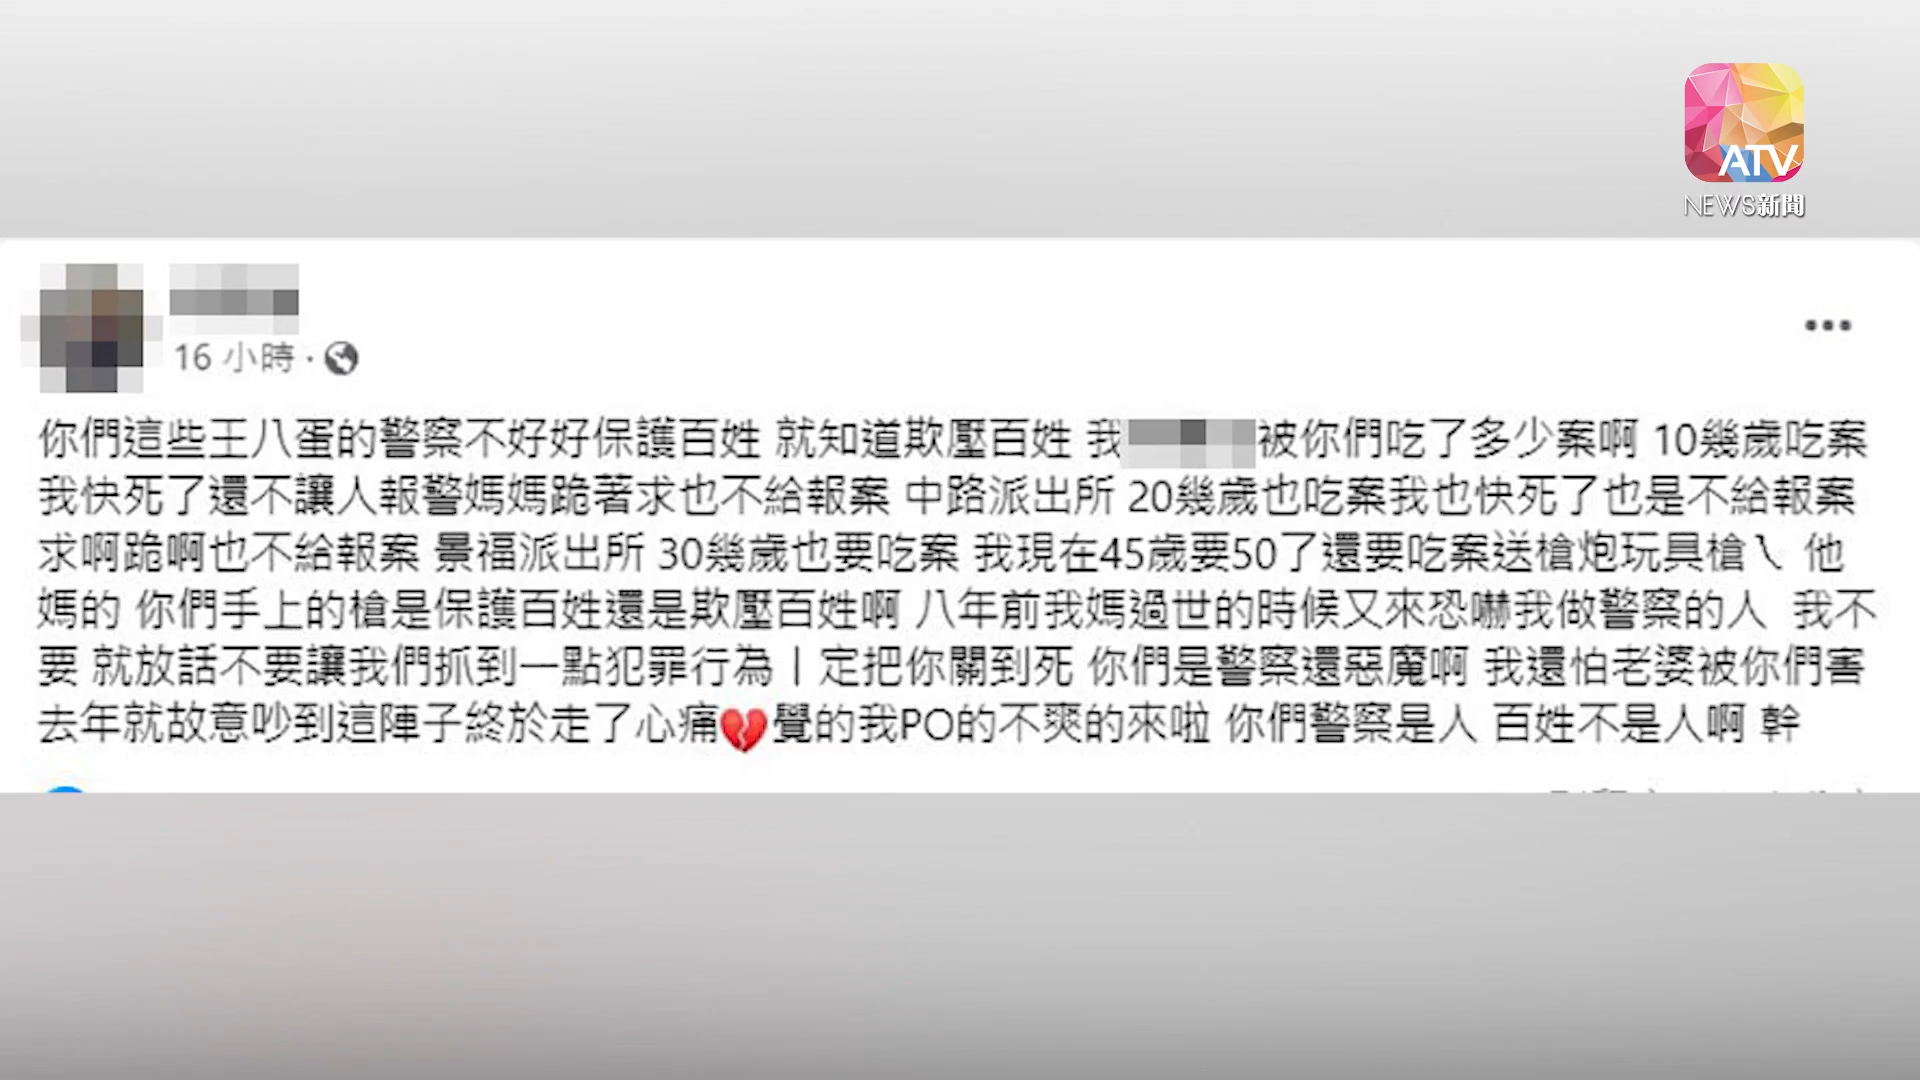 ATV
NEWS新聞
16 小時
你們這些王八蛋的警察不好好保護百姓 就知道欺壓百姓 我 被你們吃了多少案啊 10幾歲吃案
我快死了還不讓人報警媽媽跪著求也不給報案 中路派出所 20幾歲也吃案我也快死了也是不給報案
求啊跪啊也不給報案 景福派出所 30幾歲也要吃案 我現在45歲要50了還要吃案送槍炮玩具槍乀 他
媽的 你們手上的槍是保護百姓還是欺壓百姓啊 八年前我媽過世的時候又來恐嚇我做警察的人 我不
要 就放話不要讓我們抓到一點犯罪行為丨定把你關到死 你們是警察還惡魔啊 我還怕老婆被你們害
去年就故意吵到這陣子終於走了心痛💔覺的我PO的不爽的來啦 你們警察是人 百姓不是人啊 幹